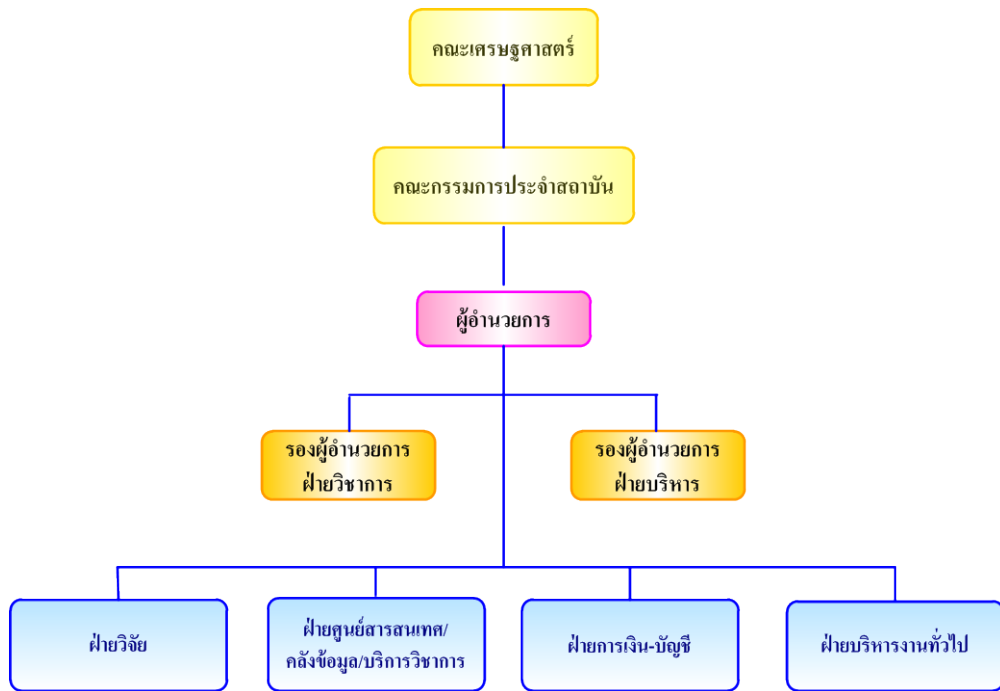 คณะเศรษฐศาสตร์
คณะกรรมการประจำสถาบัน
ผู้อำนวยการ
รองผู้อำนวยการ
ฝ่ายวิชาการ
รองผู้อำนวยการ
ฝ่ายบริหาร
ฝ่ายวิจัย
ฝ่ายศูนย์สารสนเทศ/
คลังข้อมูล/บริการวิชาการ
ฝ่ายการเงิน-บัญชี
ฝ่ายบริหารงานทั่วไป